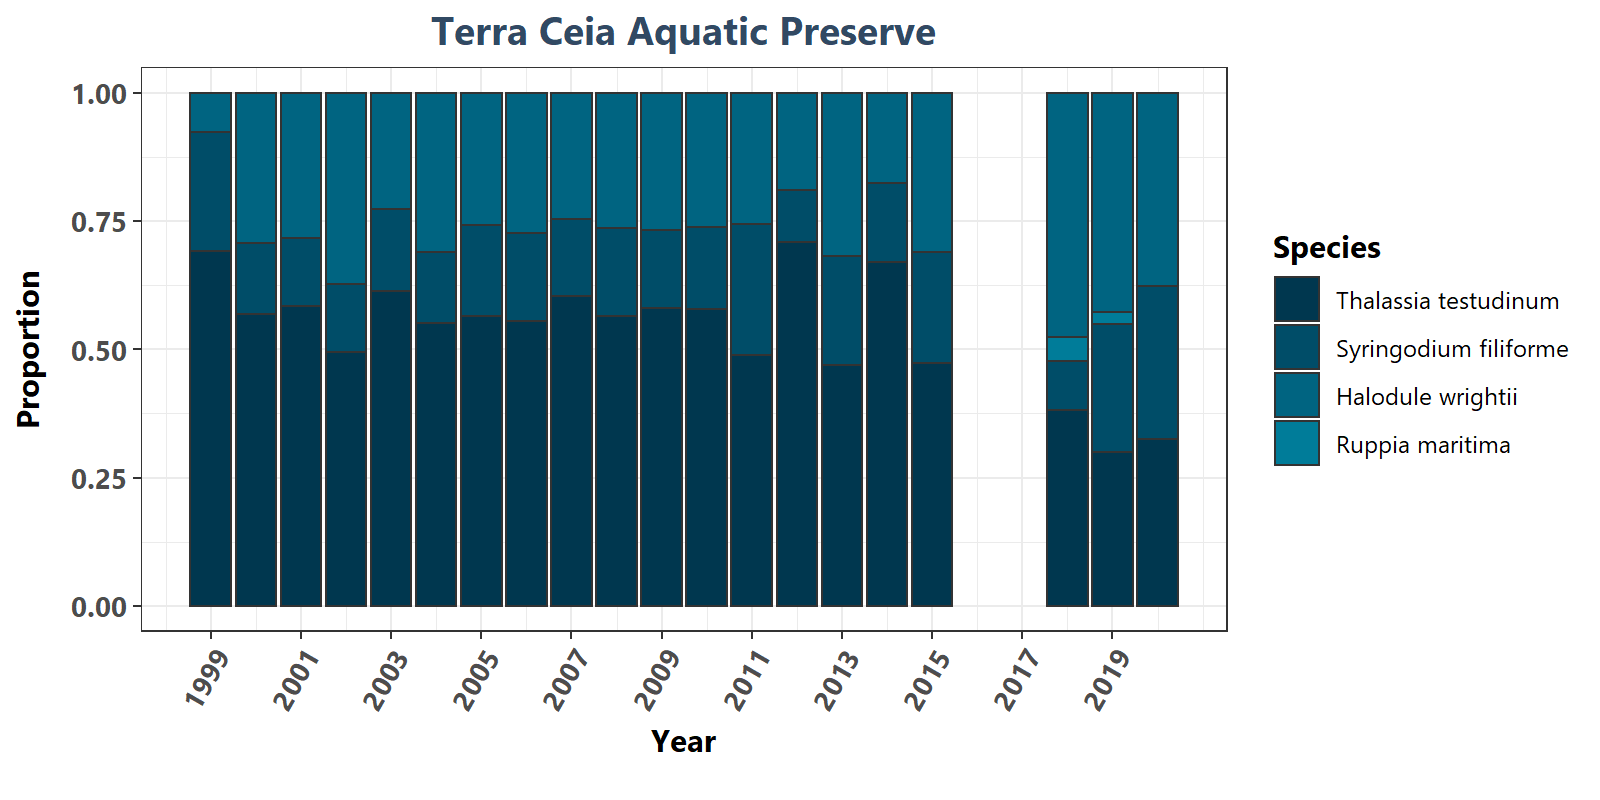 Terra Ceia Aquatic Preserve
Proportion
1.00
0.75
0.50
0.25
0.00
1999
2001
2003
2005
2007
2009
2011
2013
2015
2017
2019
Year
Species
Thalassia testudinum
Syringodium filiforme
Halodule wrightii
Ruppia maritima